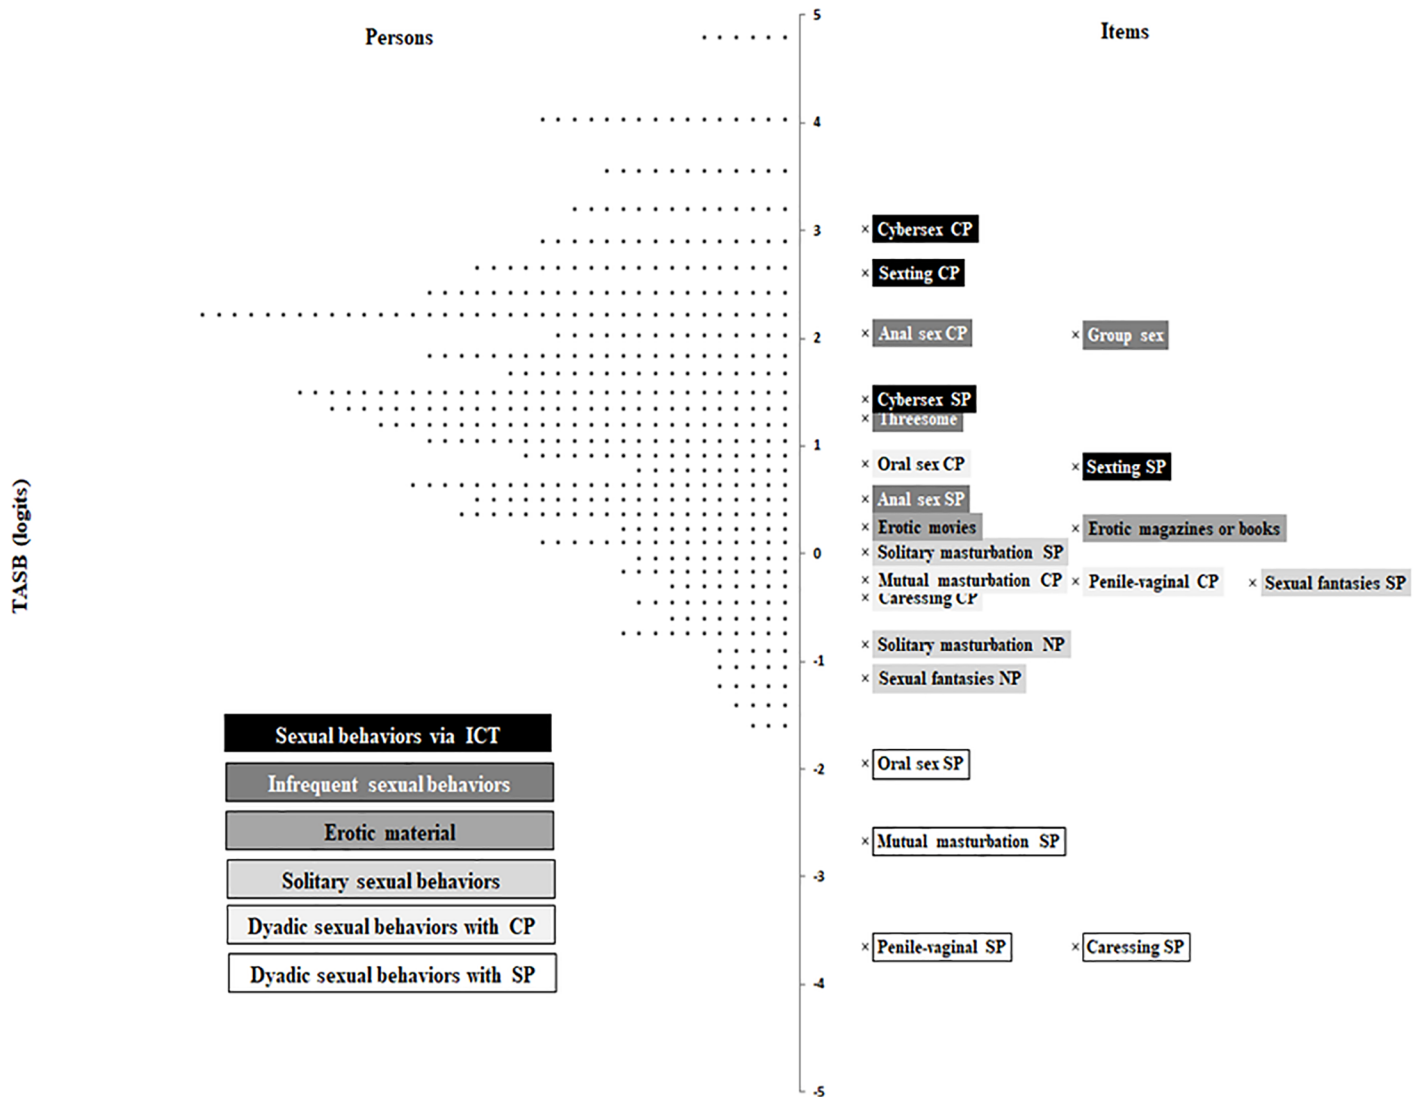 Persons
Items
TASB (logits)
5
4
3
2
1
0
-1
-2
-3
-4
-5
Cybersex CP
Sexting CP
Anal sex CP
Group sex
Cybersex SP
Threesome
Oral sex CP
Sexting SP
Anal sex SP
Erotic movies
Erotic magazines or books
Solitary masturbation SP
Mutual masturbation CP
Penile-vaginal CP
Sexual fantasies SP
Caressing CP
Solitary masturbation NP
Sexual fantasies NP
Oral sex SP
Mutual masturbation SP
Penile-vaginal SP
Caressing SP
Sexual behaviors via ICT
Infrequent sexual behaviors
Erotic material
Solitary sexual behaviors
Dyadic sexual behaviors with CP
Dyadic sexual behaviors with SP